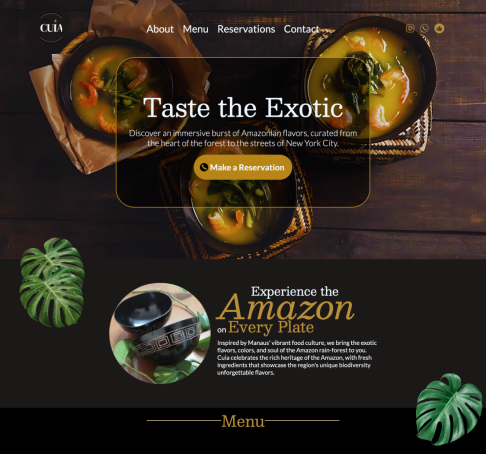 CUIA
About Menu Reservations Contact
Taste the Exotic
Discover an immersive burst of Amazonian flavors, curated from
the heart of the forest to the streets of New York City.
Make a Reservation
Experience the
Amazon
on Every Plate
Inspired by Manaus' vibrant food culture, we bring the exotic
flavors, colors, and soul of the Amazon rain-forest to you.
Cuia celebrates the rich heritage of the Amazon, with fresh
ingredients that showcase the region's unique biodiversity
unforgettable flavors.
Menu